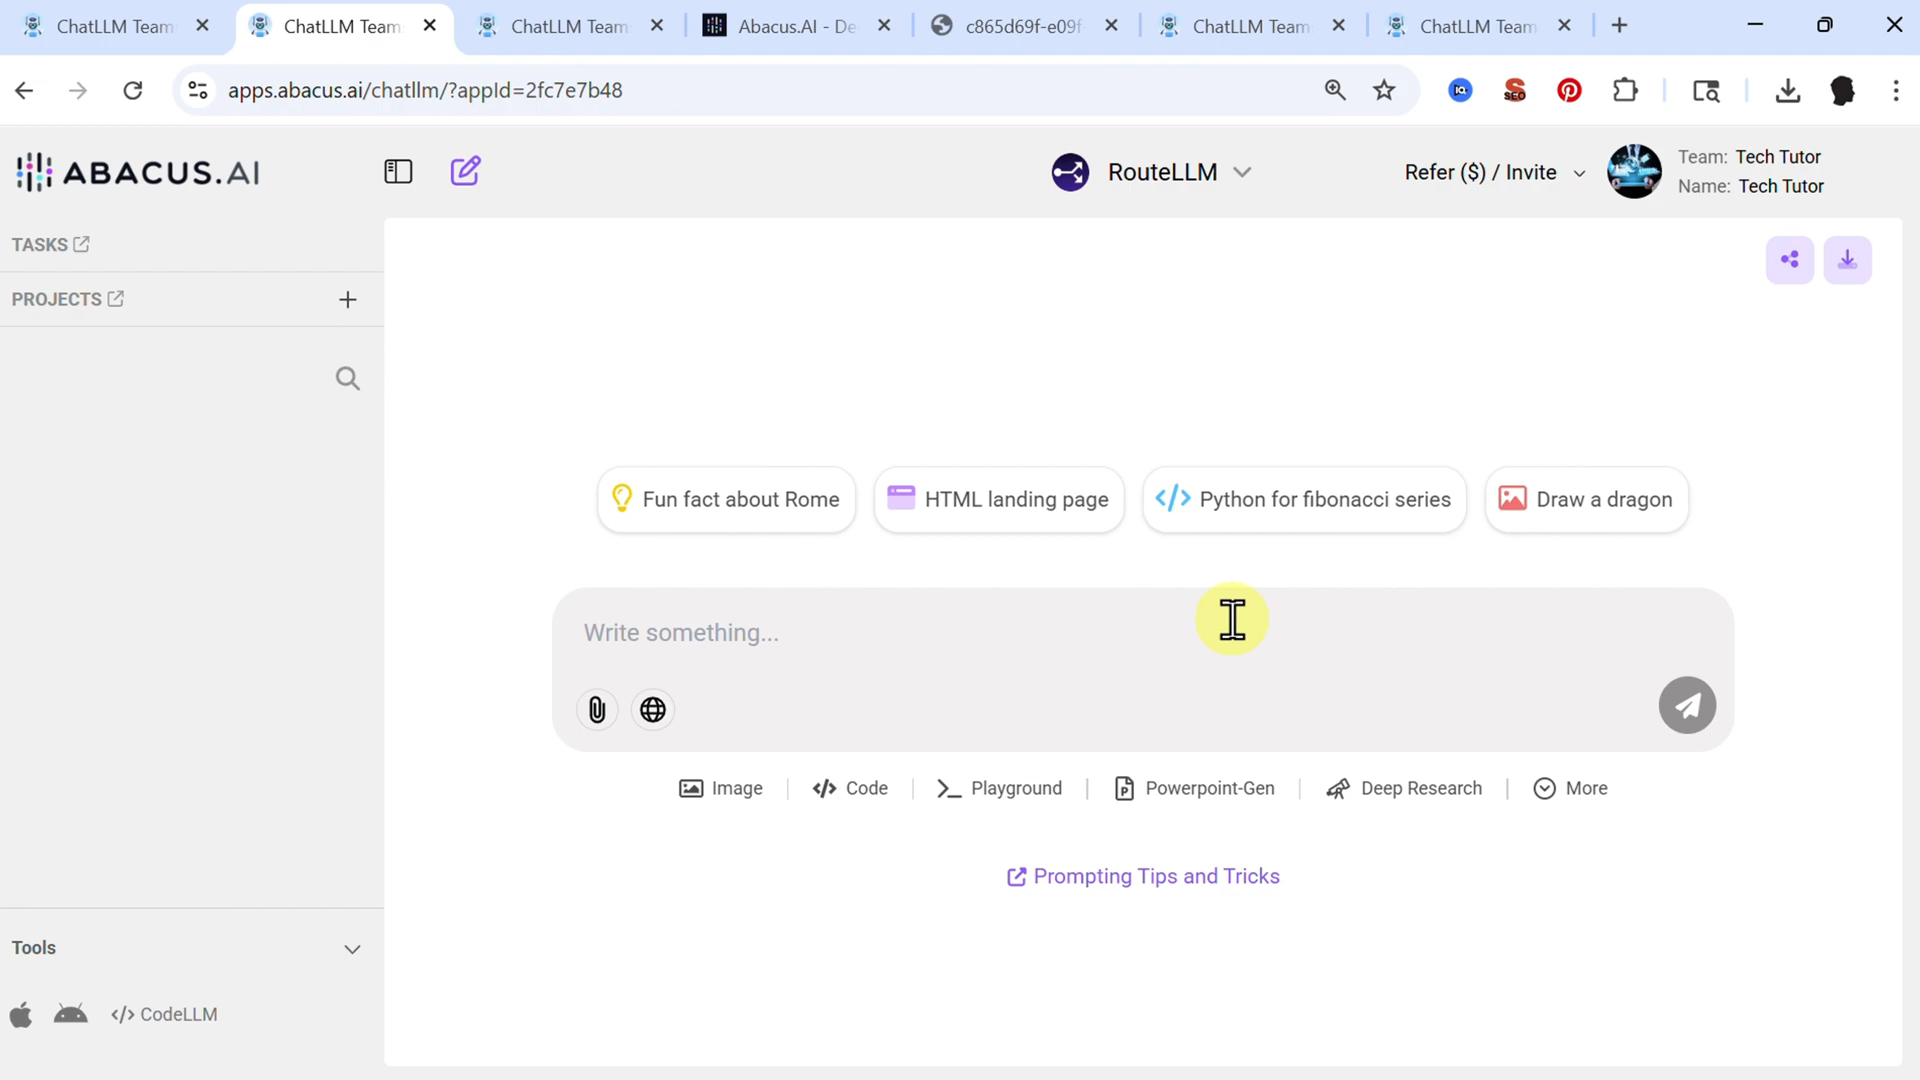 ChatLLM Team
ChatLLM Team
ChatLLM Team
Abacus.AI - De
c865d69f-e09f
ChatLLM Team
ChatLLM Team
apps.abacus.ai/chatllm/?appId=2fc7e7b48
SEO
ABACUS.AI
RouteLLM
Refer ($) / Invite
Team: Tech Tutor
Name: Tech Tutor
TASKS
PROJECTS
Fun fact about Rome
HTML landing page
Python for fibonacci series
Draw a dragon
Write something...
Image
Code
Playground
Powerpoint-Gen
Deep Research
More
Prompting Tips and Tricks
Tools
CodeLLM